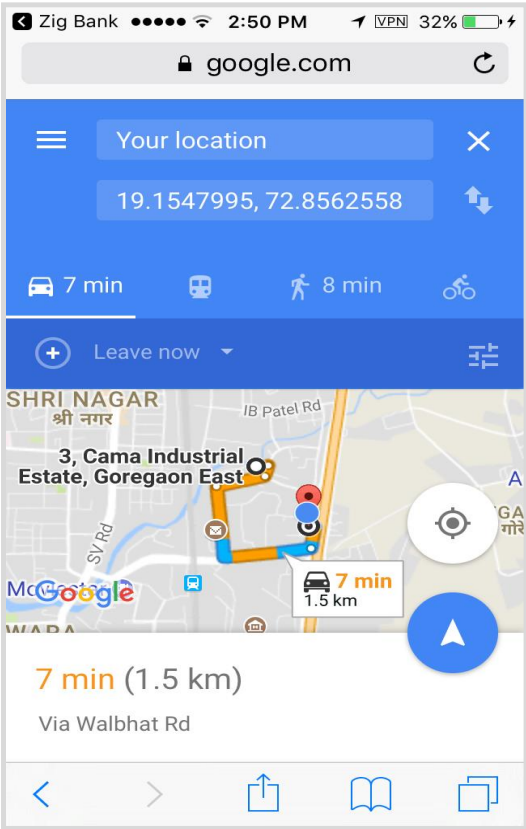 Zig Bank 2:50 PM VPN 32%
google.com
Your location
19.1547995, 72.8562558
7 min 8 min
Leave now
SHRI NAGAR
श्री नगर
IB Patel Rd
3, Cama Industrial
Estate, Goregaon East
A
GA
गोरे
SV Rd
Google
7 min
1.5 km
7 min (1.5 km)
Via Walbhat Rd